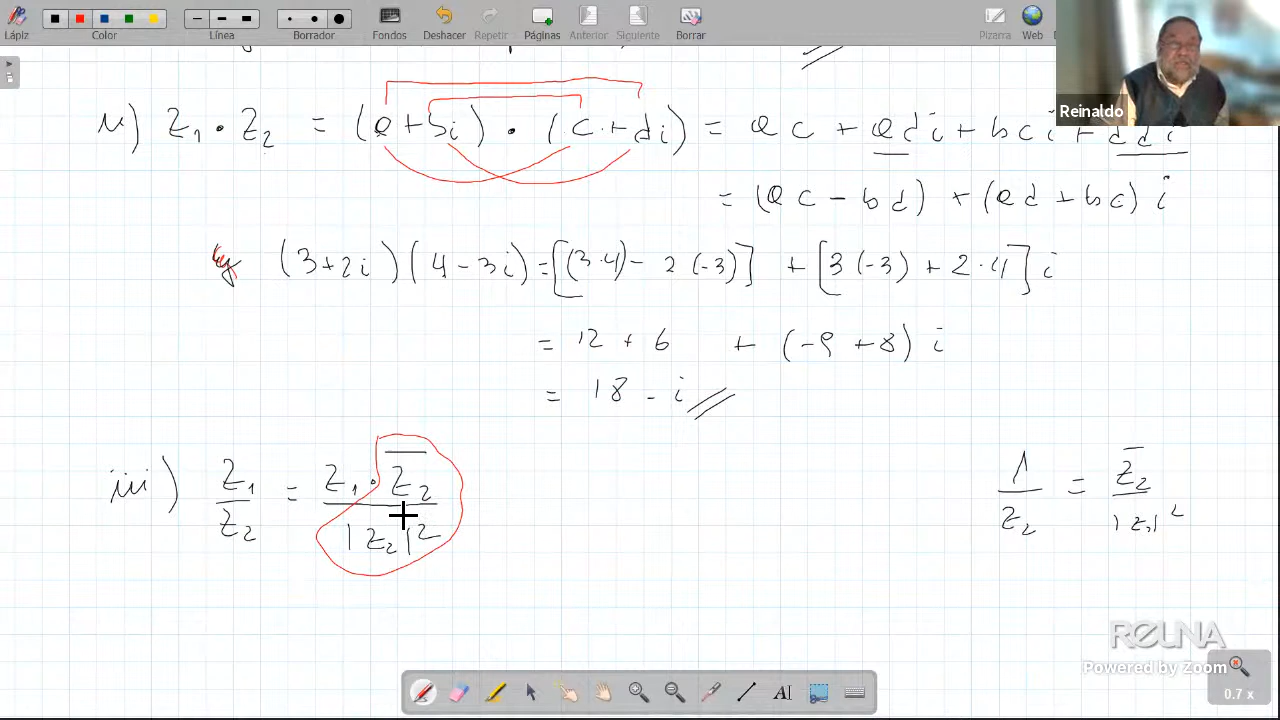 Lápiz Color Línea Borrador Fondos Deshacer Repetir Páginas Anterior Siguiente Borrar Pizarra Web
Reinaldo
ii) Z₁ · Z₂ = (a + bi) · (c + di) = ac + adi + bci +
= (ac - bd) + (ad + bc) i
eg (3+2i)(4-3i) = [(3·4) - 2(-3)] + [3(-3) + 2·4] i
= 12 + 6 + (-9 + 8) i
= 18 - i //
iii) Z₁/Z₂ = Z₁ · Z̄₂ / |Z₂|²
1/Z₂ = Z̄₂ / |Z₂|²
REUNA
Powered by Zoom
AI
0.7 x